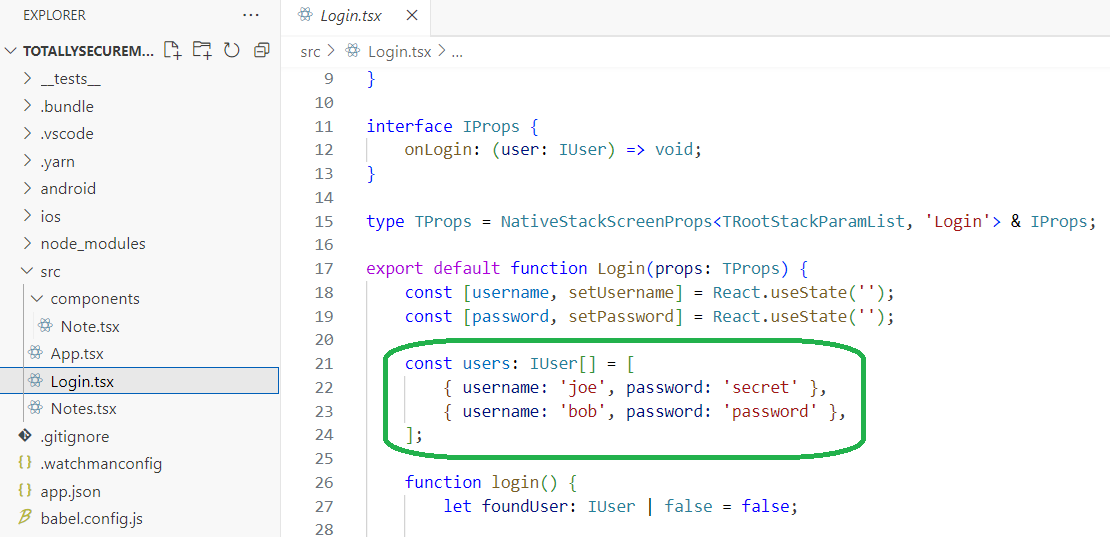 EXPLORER
TOTALLYSECUREM...
__tests__
.bundle
.vscode
.yarn
android
ios
node_modules
src
components
Note.tsx
App.tsx
Login.tsx
Notes.tsx
.gitignore
.watchmanconfig
app.json
babel.config.js
Login.tsx
src > Login.tsx > ...
9 }
10
11 interface IProps {
12 onLogin: (user: IUser) => void;
13 }
14
15 type TProps = NativeStackScreenProps<TRootStackParamList, 'Login'> & IProps;
16
17 export default function Login(props: TProps) {
18 const [username, setUsername] = React.useState('');
19 const [password, setPassword] = React.useState('');
20
21 const users: IUser[] = [
22 { username: 'joe', password: 'secret' },
23 { username: 'bob', password: 'password' },
24 ];
25
26 function login() {
27 let foundUser: IUser | false = false;
28